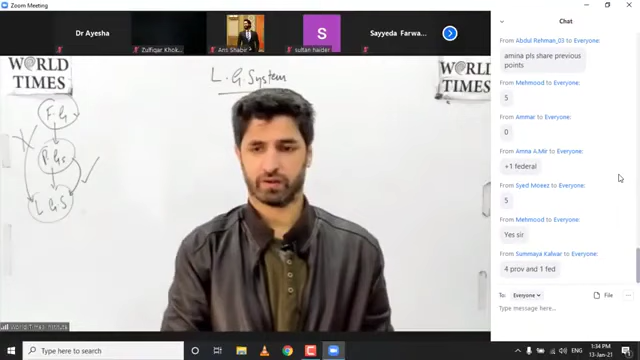 Zoom Meeting
Dr Ayesha
Zulfiqar Khok...
Ans Shabir
S
sultan haider
Sayyeda Farwa...
W@RLD
TIMES
L.G.System
W@RLD
TIMES
F.G
P.Gs
L.G.S
World Times Institute
Chat
From Abdul Rehman_03 to Everyone:
amina pls share previous
points
From Mehmood to Everyone:
5
From Ammar to Everyone:
0
From Amna A.Mir to Everyone:
+1 federal
From Syed Moeez to Everyone:
5
From Mehmood to Everyone:
Yes sir
From Summaya Kalwar to Everyone:
4 prov and 1 fed
To: Everyone
File
Type message here...
Type here to search
1:34 PM
13-Jan-21